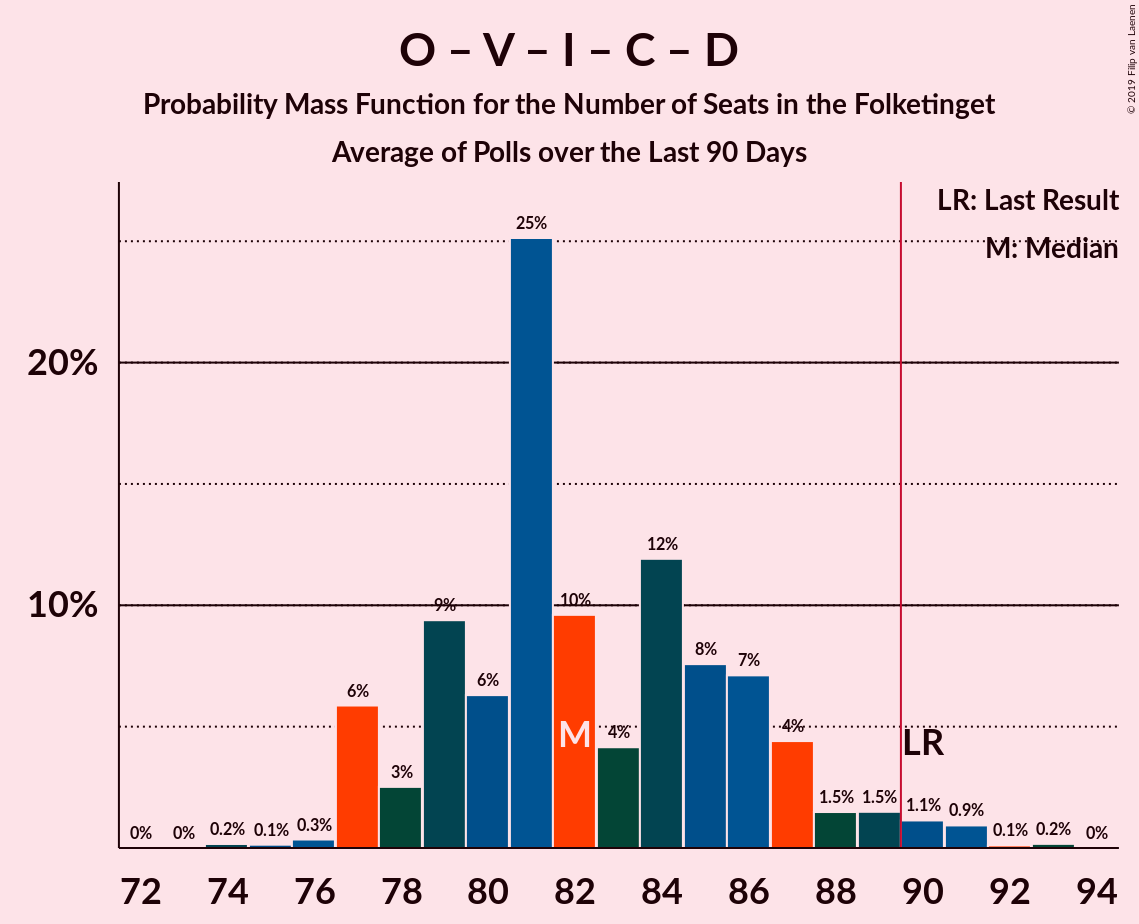 O – V – I – C – D
Probability Mass Function for the Number of Seats in the Folketinget
Average of Polls over the Last 90 Days
© 2019 Filip van Laenen
LR: Last Result
M: Median
20%
10%
0%
0%
0.2%
0.1%
0.3%
6%
3%
9%
6%
25%
10%
4%
12%
8%
7%
4%
1.5%
1.5%
1.1%
0.9%
0.1%
0.2%
0%
M
LR
72 74 76 78 80 82 84 86 88 90 92 94